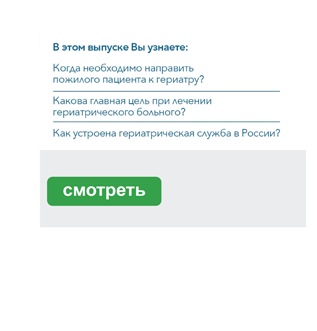 В этом выпуске Вы узнаете:
Когда необходимо направить
пожилого пациента к гериатру?
Какова главная цель при лечении
гериатрического больного?
Как устроена гериатрическая служба в России?
смотреть